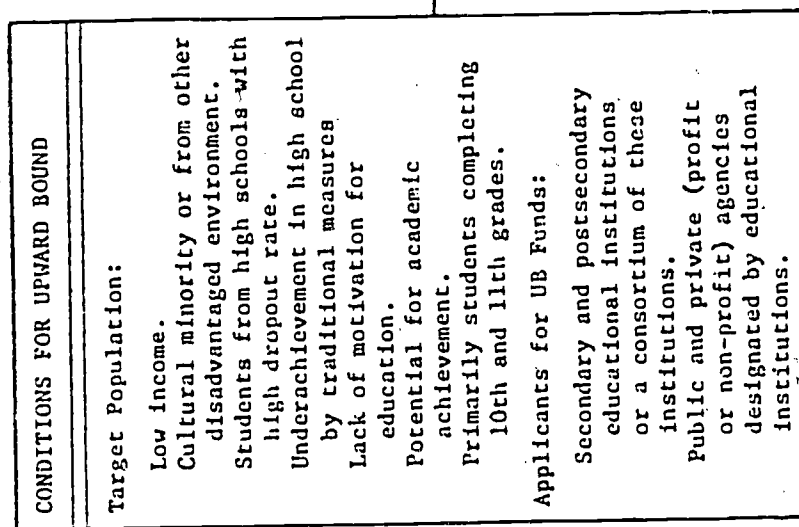 CONDITIONS FOR UPWARD BOUND
Target Population:
Low income.
Cultural minority or from other
disadvantaged environment.
Students from high schools with
high dropout rate.
Underachievement in high school
by traditional measures
Lack of motivation for
education.
Potential for academic
achievement.
Primarily students completing
10th and 11th grades.
Applicants for UB Funds:
Secondary and postsecondary
educational institutions
or a consortium of these
institutions.
Public and private (profit
or non-profit) agencies
designated by educational
institutions.